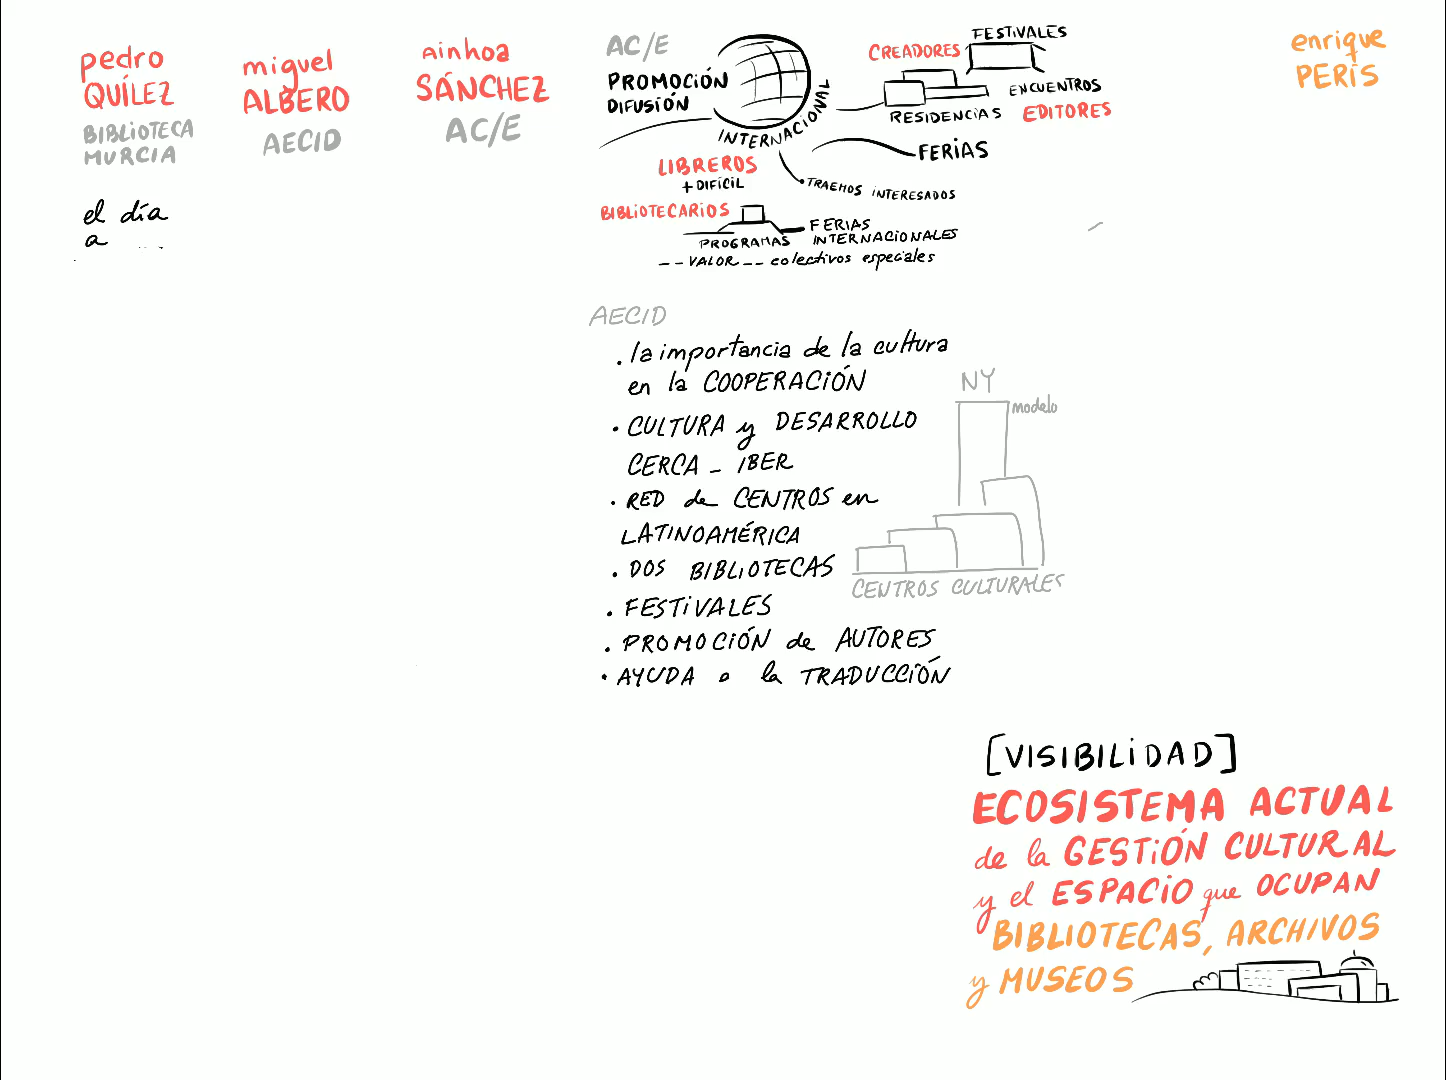 pedro
QUÍLEZ
BIBLIOTECA
MURCIA
el día
a ...
miguel
ALBERO
AECID
ainhoa
SÁNCHEZ
AC/E
AC/E
PROMOCIÓN
DIFUSIÓN
INTERNACIONAL
CREADORES
FESTIVALES
ENCUENTROS
RESIDENCIAS
EDITORES
FERIAS
TRAEMOS INTERESADOS
LIBREROS
+ DIFÍCIL
BIBLIOTECARIOS
PROGRAMAS
FERIAS
INTERNACIONALES
-- VALOR -- colectivos especiales
enrique
PERIS
AECID
. la importancia de la cultura
en la COOPERACIÓN
. CULTURA y DESARROLLO
CERCA - IBER
. RED de CENTROS en
LATINOAMÉRICA
. DOS BIBLIOTECAS
. FESTIVALES
. PROMOCIÓN de AUTORES
. AYUDA a la TRADUCCIÓN
NY
modelo
CENTROS CULTURALES
[VISIBILIDAD]
ECOSISTEMA ACTUAL
de la GESTIÓN CULTURAL
y el ESPACIO que OCUPAN
BIBLIOTECAS, ARCHIVOS
y MUSEOS